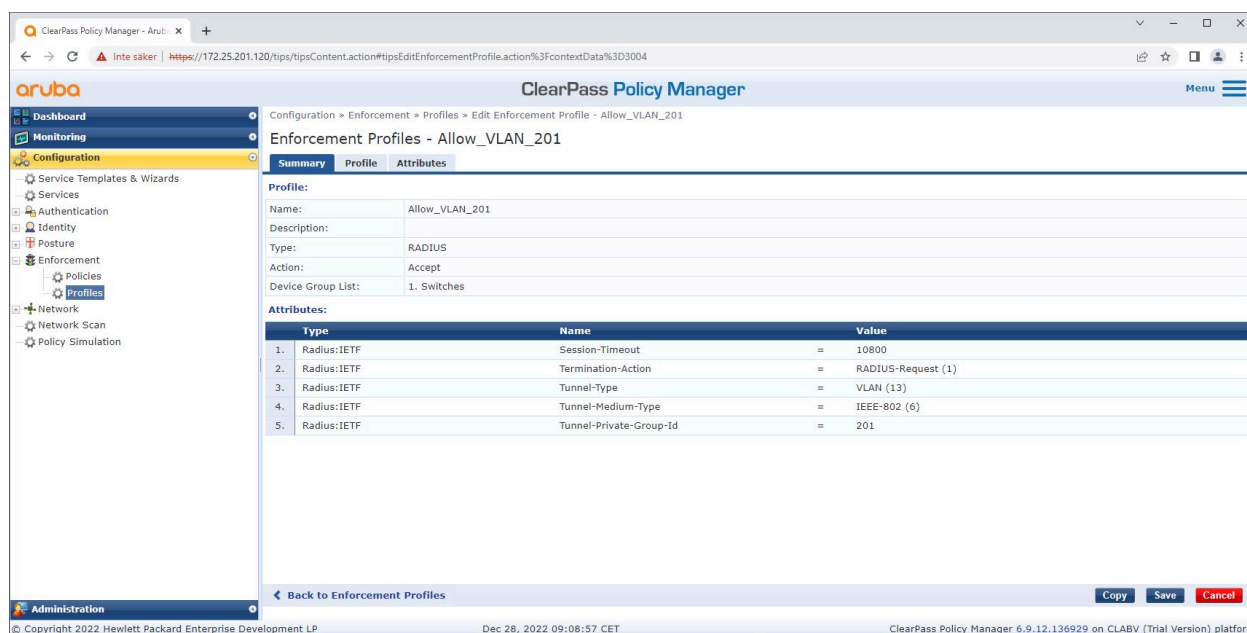 ClearPass Policy Manager - Arub
Inte säker https://172.25.201.120/tips/tipsContent.action#tipsEditEnforcementProfile.action%3FcontextData%3D3004
aruba ClearPass Policy Manager Menu
Dashboard
Monitoring
Configuration
Service Templates & Wizards
Services
Authentication
Identity
Posture
Enforcement
Policies
Profiles
Network
Network Scan
Policy Simulation
Administration
Configuration » Enforcement » Profiles » Edit Enforcement Profile - Allow_VLAN_201
Enforcement Profiles - Allow_VLAN_201
Summary Profile Attributes
Profile:
Name: Allow_VLAN_201
Description:
Type: RADIUS
Action: Accept
Device Group List: 1. Switches
Attributes:
Type Name Value
1. Radius:IETF Session-Timeout = 10800
2. Radius:IETF Termination-Action = RADIUS-Request (1)
3. Radius:IETF Tunnel-Type = VLAN (13)
4. Radius:IETF Tunnel-Medium-Type = IEEE-802 (6)
5. Radius:IETF Tunnel-Private-Group-Id = 201
Back to Enforcement Profiles Copy Save Cancel
© Copyright 2022 Hewlett Packard Enterprise Development LP Dec 28, 2022 09:08:57 CET ClearPass Policy Manager 6.9.12.136929 on CLABV (Trial Version) platfor